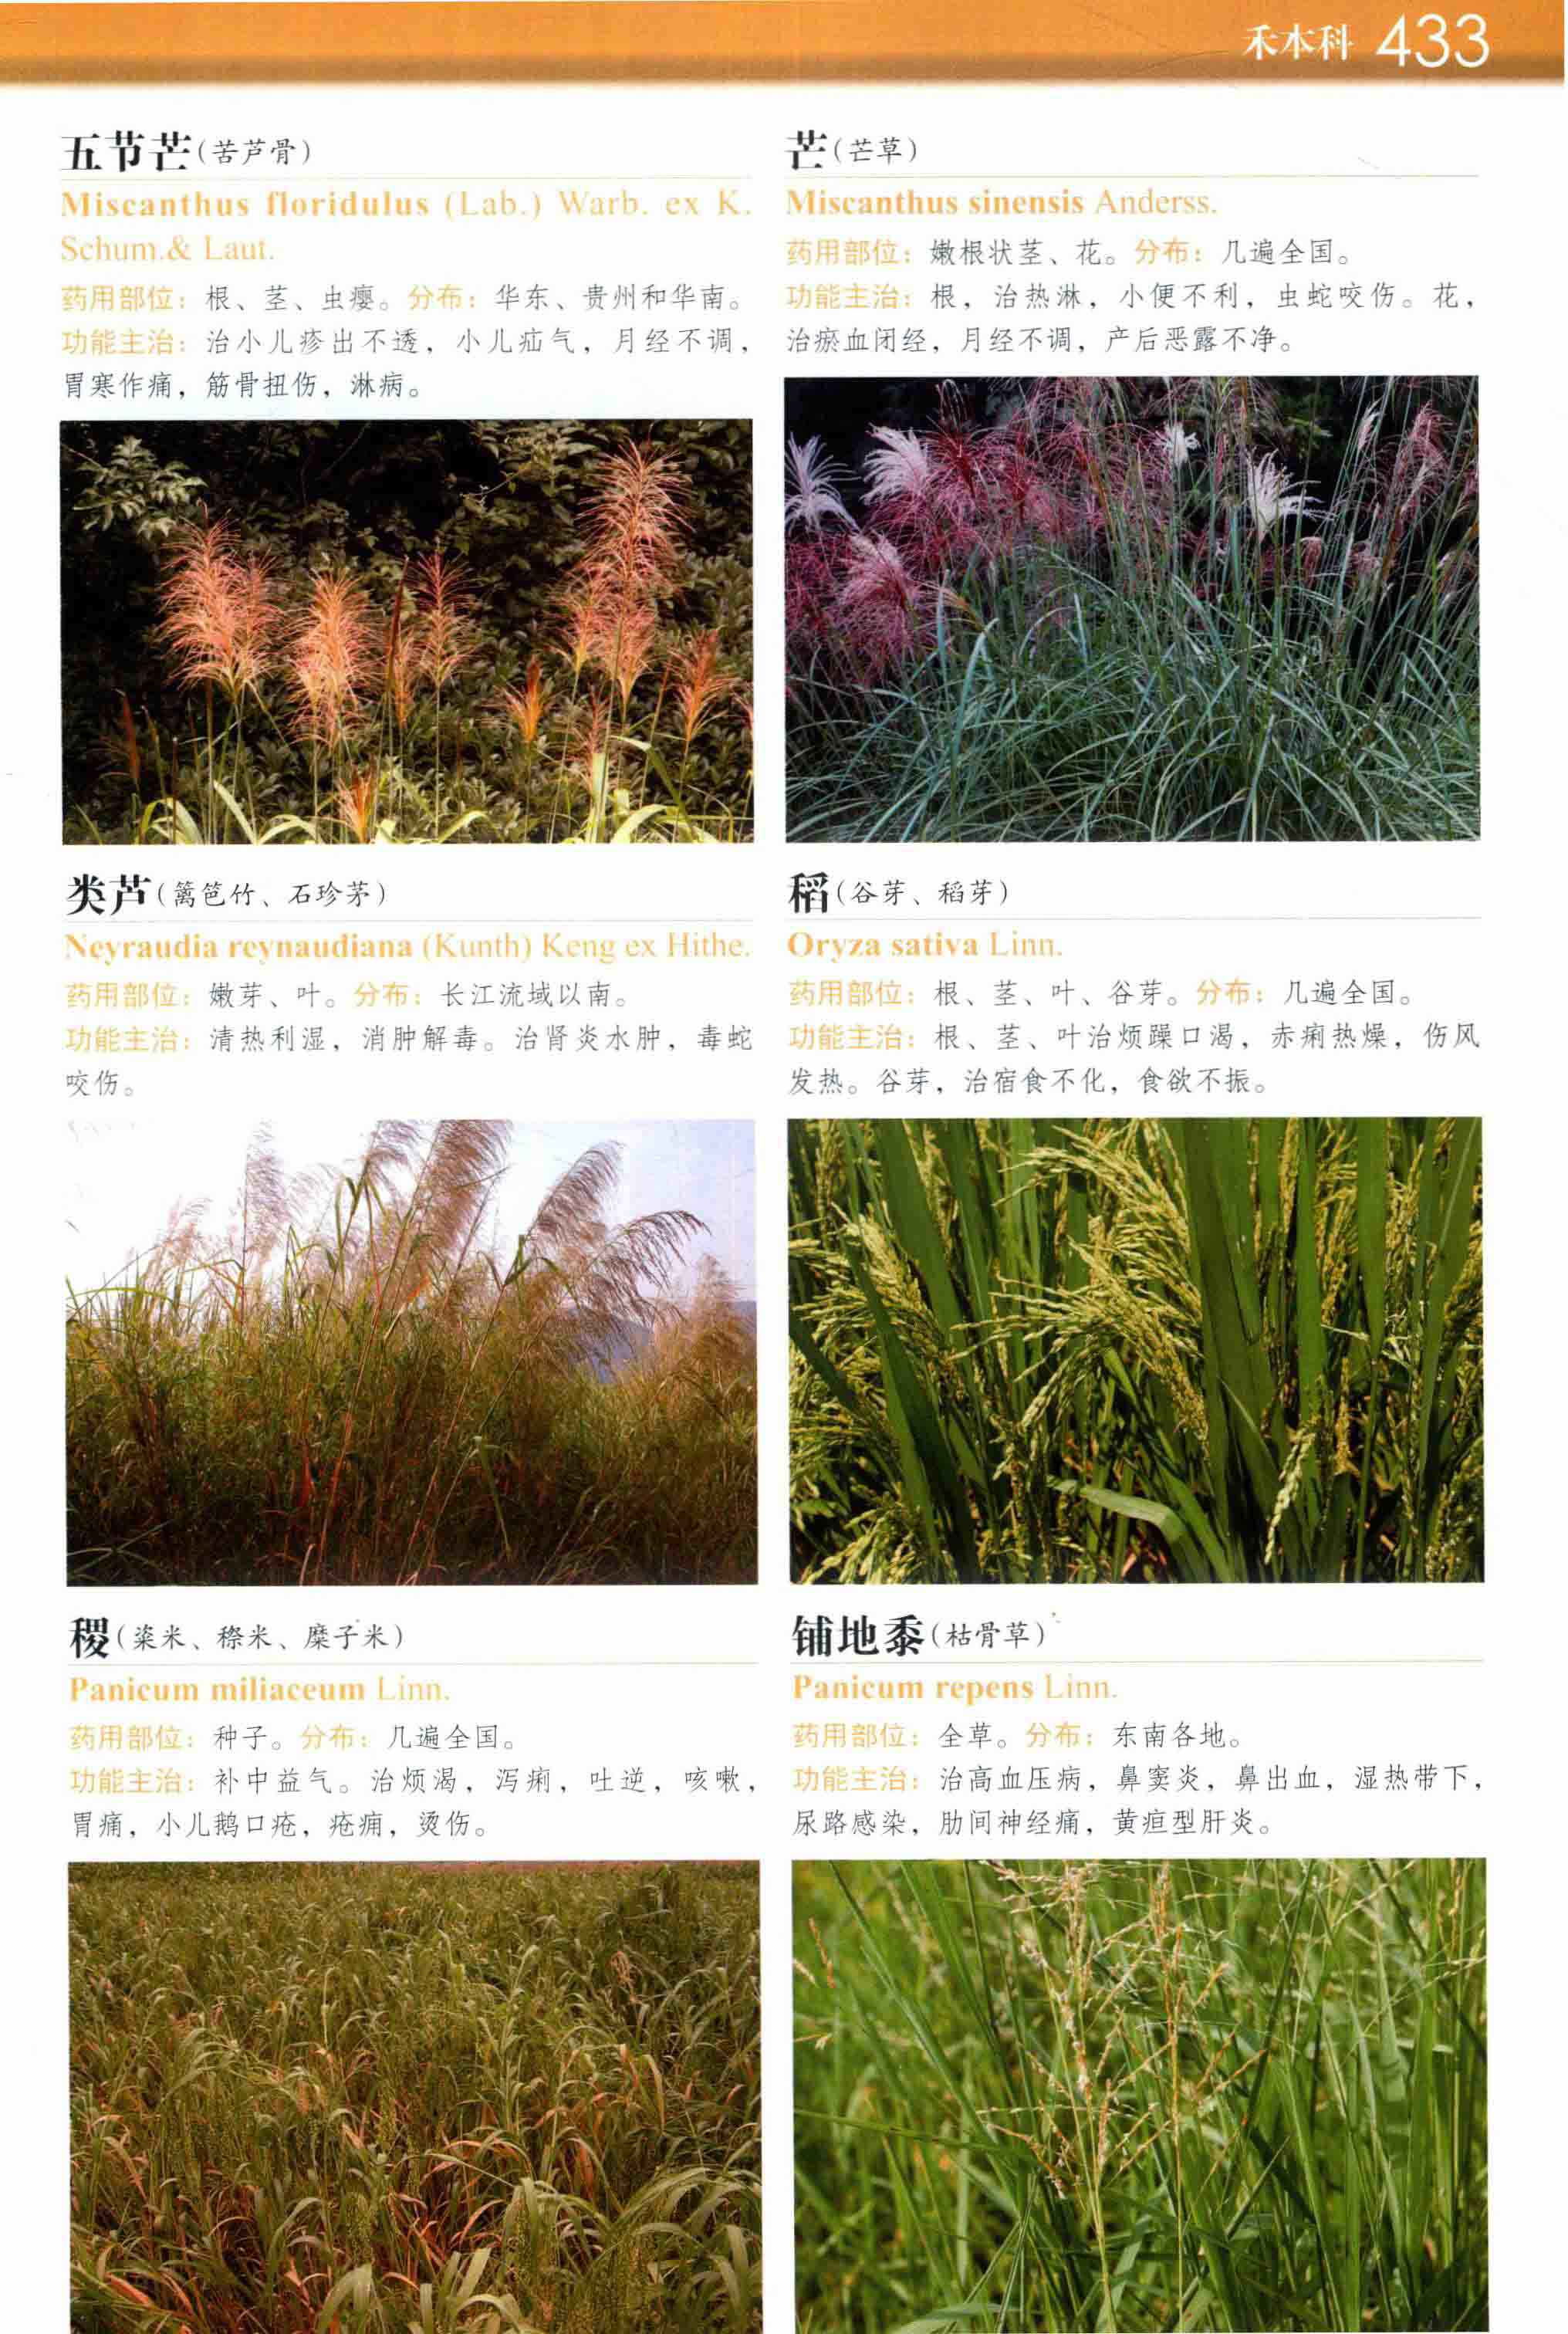 禾本科 433
五节芒(苦芦骨)
Miscanthus floridulus (Lab.) Warb. ex K.
Schum.& Laut.
药用部位：根、茎、虫瘿。分布：华东、贵州和华南。
功能主治：治小儿疹出不透，小儿疝气，月经不调，
胃寒作痛，筋骨扭伤，淋病。
芒(芒草)
Miscanthus sinensis Anderss.
药用部位：嫩根状茎、花。分布：几遍全国。
功能主治：根，治热淋，小便不利，虫蛇咬伤。花，
治瘀血闭经，月经不调，产后恶露不净。
类芦(篱笆竹、石珍茅)
Neyraudia reynaudiana (Kunth) Keng ex Hithc.
药用部位：嫩芽、叶。分布：长江流域以南。
功能主治：清热利湿，消肿解毒。治肾炎水肿，毒蛇
咬伤。
稻(谷芽、稻芽)
Oryza sativa Linn.
药用部位：根、茎、叶、谷芽。分布：几遍全国。
功能主治：根、茎、叶治烦躁口渴，赤痢热燥，伤风
发热。谷芽，治宿食不化，食欲不振。
稷(粢米、穄米、糜子米)
Panicum miliaceum Linn.
药用部位：种子。分布：几遍全国。
功能主治：补中益气。治烦渴，泻痢，吐逆，咳嗽，
胃痛，小儿鹅口疮，疮痈，烫伤。
铺地黍(枯骨草)
Panicum repens Linn.
药用部位：全草。分布：东南各地。
功能主治：治高血压病，鼻窦炎，鼻出血，湿热带下，
尿路感染，肋间神经痛，黄疸型肝炎。